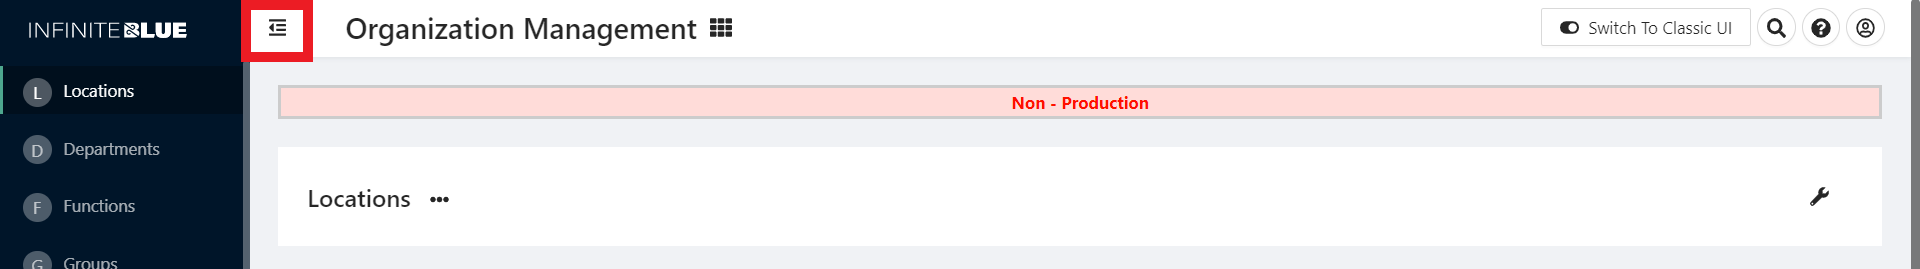 INFINITEBLUE
Organization Management
Switch To Classic UI
L Locations
D Departments
F Functions
G Groups
Non - Production
Locations